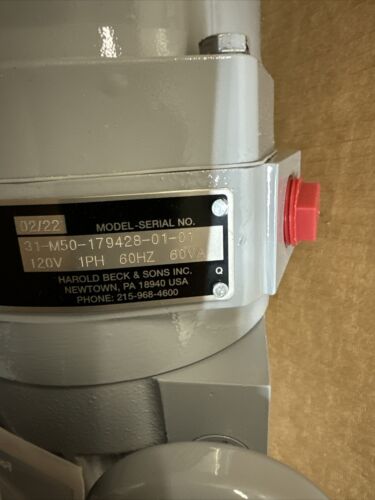 02/22 MODEL-SERIAL NO.
31-M50-179428-01-01
120V 1PH 60HZ 60VA
HAROLD BECK & SONS INC. Q
NEWTOWN, PA 18940 USA
PHONE: 215-968-4600